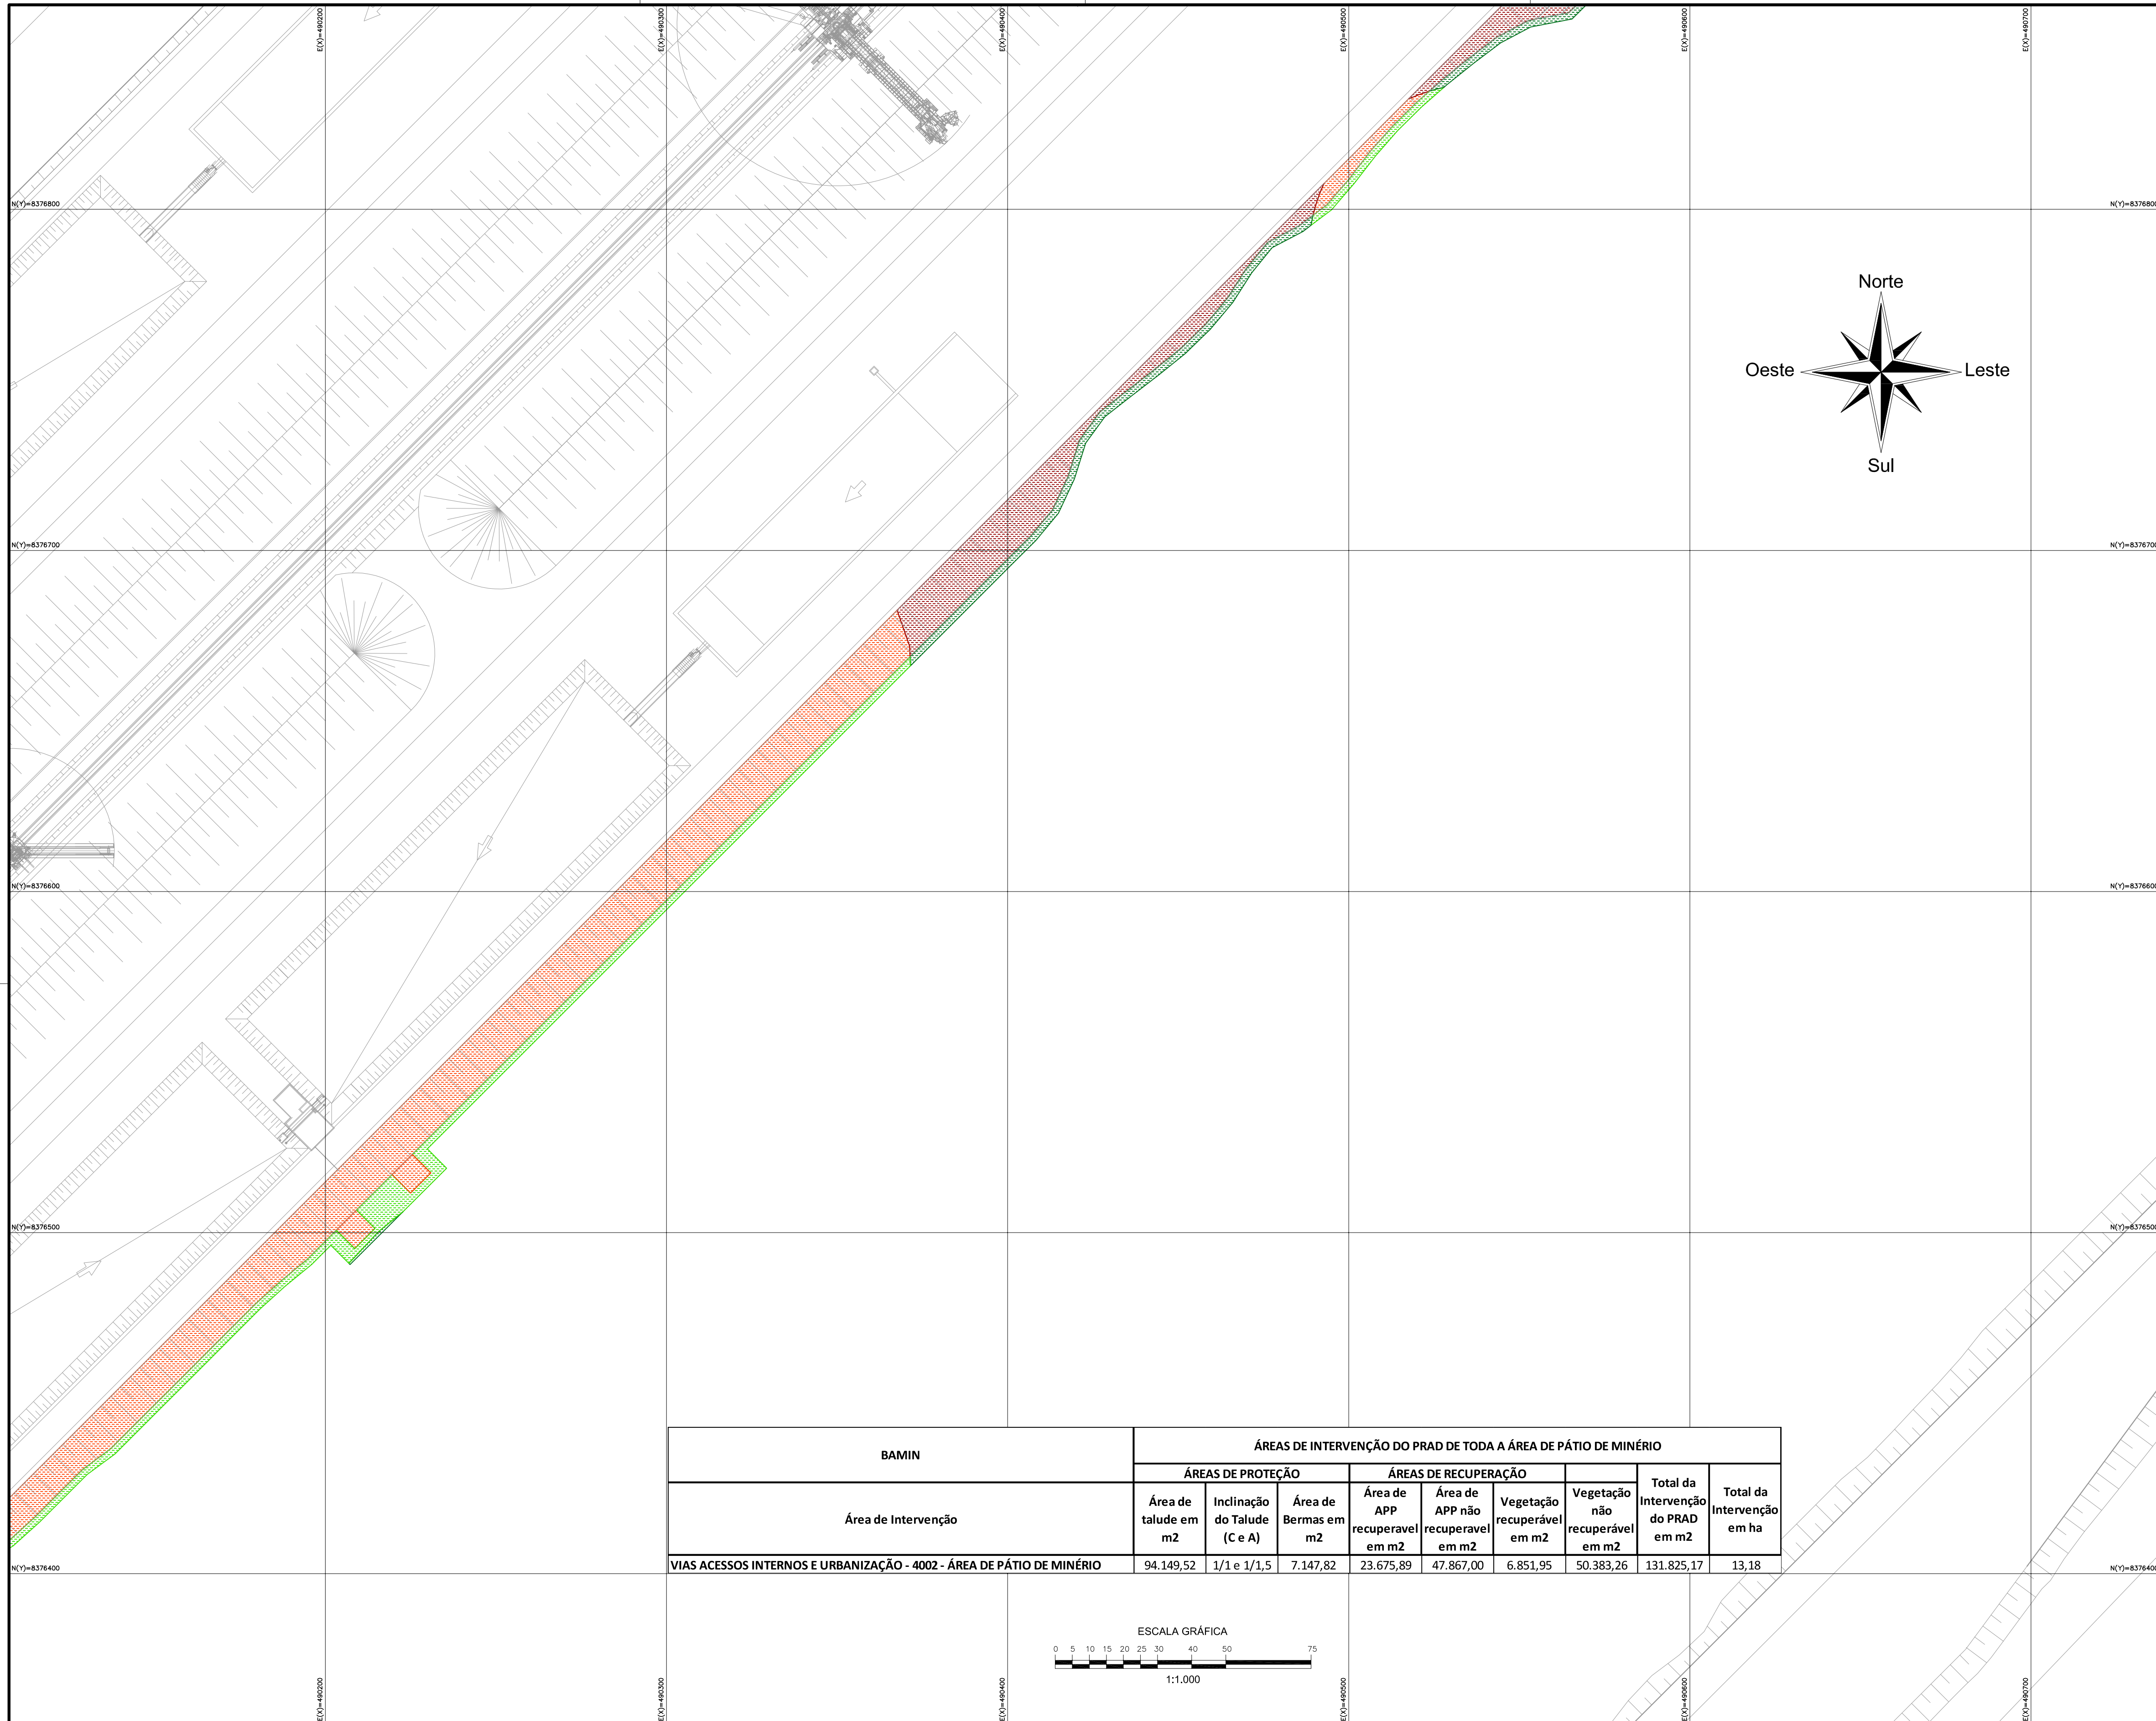 E(X)=490200
E(X)=490300
E(X)=490400
E(X)=490500
E(X)=490600
E(X)=490700
N(Y)=8376800
N(Y)=8376800
Norte
Oeste
Leste
Sul
N(Y)=8376700
N(Y)=8376700
N(Y)=8376600
N(Y)=8376600
N(Y)=8376500
N(Y)=8376500
BAMIN
ÁREAS DE INTERVENÇÃO DO PRAD DE TODA A ÁREA DE PÁTIO DE MINÉRIO
ÁREAS DE PROTEÇÃO
ÁREAS DE RECUPERAÇÃO
Área de Intervenção
Área de
talude em
m2
Inclinação
do Talude
(C e A)
Área de
Bermas em
m2
Área de
APP
recuperavel
em m2
Área de
APP não
recuperavel
em m2
Vegetação
recuperável
em m2
Vegetação
não
recuperável
em m2
Total da
Intervenção
do PRAD
em m2
Total da
Intervenção
em ha
VIAS ACESSOS INTERNOS E URBANIZAÇÃO - 4002 - ÁREA DE PÁTIO DE MINÉRIO 94.149,52 1/1 e 1/1,5 7.147,82 23.675,89 47.867,00 6.851,95 50.383,26 131.825,17 13,18
N(Y)=8376400
N(Y)=8376400
ESCALA GRÁFICA
0 5 10 15 20 25 30 40 50 75
1:1.000
E(X)=490200
E(X)=490300
E(X)=490400
E(X)=490500
E(X)=490600
E(X)=490700